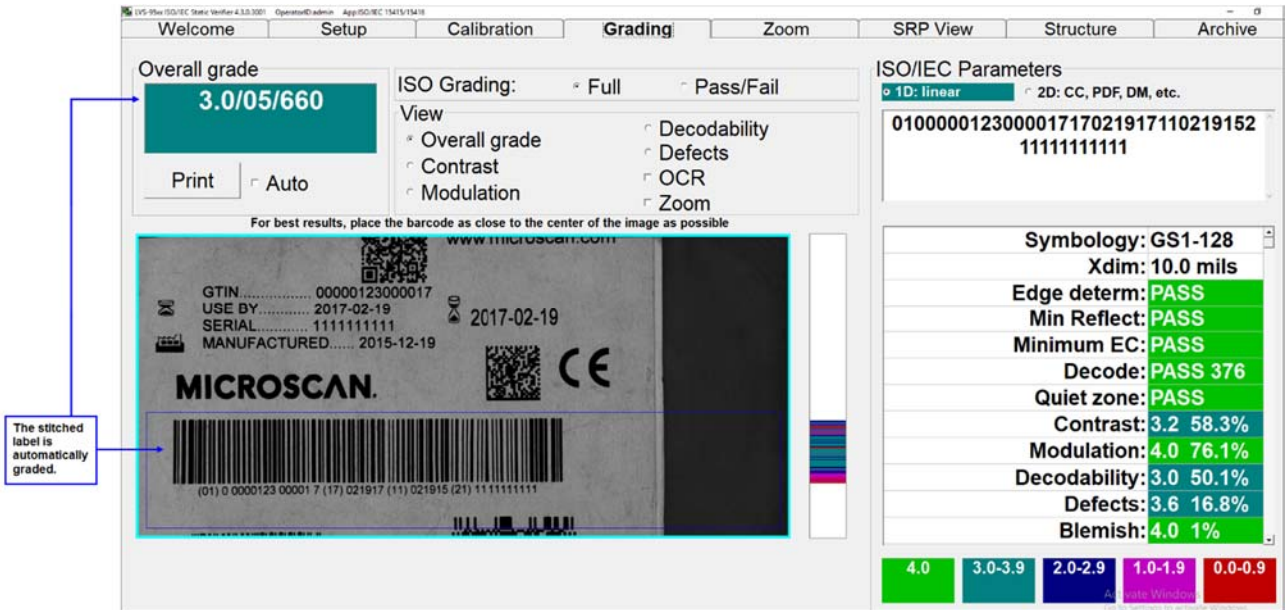 LVS-95xx ISO/IEC Static Verifier 4.3.0.3001 OperatorID:admin App:ISO/IEC 15415/15418
Welcome Setup Calibration Grading Zoom SRP View Structure Archive
Overall grade
3.0/05/660
Print Auto
ISO Grading: Full Pass/Fail
View
Overall grade
Contrast
Modulation
Decodability
Defects
OCR
Zoom
For best results, place the barcode as close to the center of the image as possible
www.microscan.com
GTIN................ 00000123000017
USE BY............ 2017-02-19
SERIAL............ 1111111111
MANUFACTURED...... 2015-12-19
2017-02-19
CE
MICROSCAN.
(01) 0 0000123 00001 7 (17) 021917 (11) 021915 (21) 1111111111
The stitched
label is
automatically
graded.
ISO/IEC Parameters
1D: linear 2D: CC, PDF, DM, etc.
010000012300001717021917110219152
11111111111
Symbology: GS1-128
Xdim: 10.0 mils
Edge determ: PASS
Min Reflect: PASS
Minimum EC: PASS
Decode: PASS 376
Quiet zone: PASS
Contrast: 3.2 58.3%
Modulation: 4.0 76.1%
Decodability: 3.0 50.1%
Defects: 3.6 16.8%
Blemish: 4.0 1%
4.0 3.0-3.9 2.0-2.9 1.0-1.9 0.0-0.9
Activate Windows
Go to Settings to activate Windows.